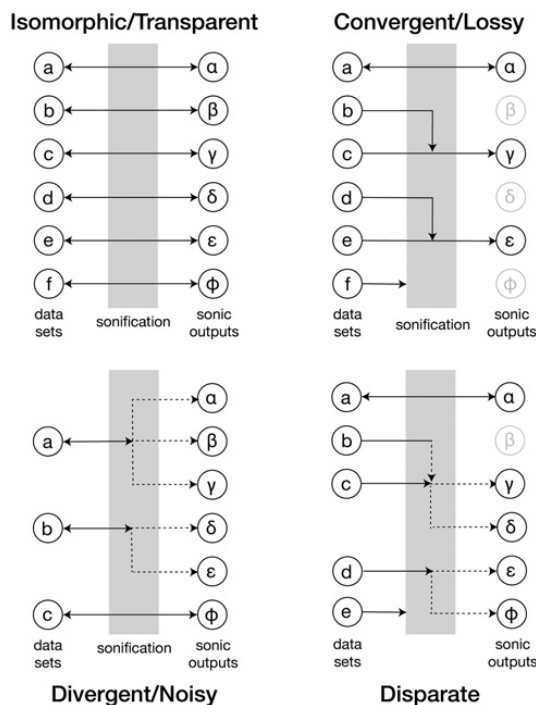 Isomorphic/Transparent
a α
b β
c γ
d δ
e ε
f ϕ
data sets
sonification
sonic outputs
Convergent/Lossy
a α
b β
c γ
d δ
e ε
f ϕ
data sets
sonification
sonic outputs
α
a β
γ
b δ
ε
c ϕ
data sets
sonification
sonic outputs
Divergent/Noisy
a α
b β
c γ
δ
d ε
e ϕ
data sets
sonification
sonic outputs
Disparate